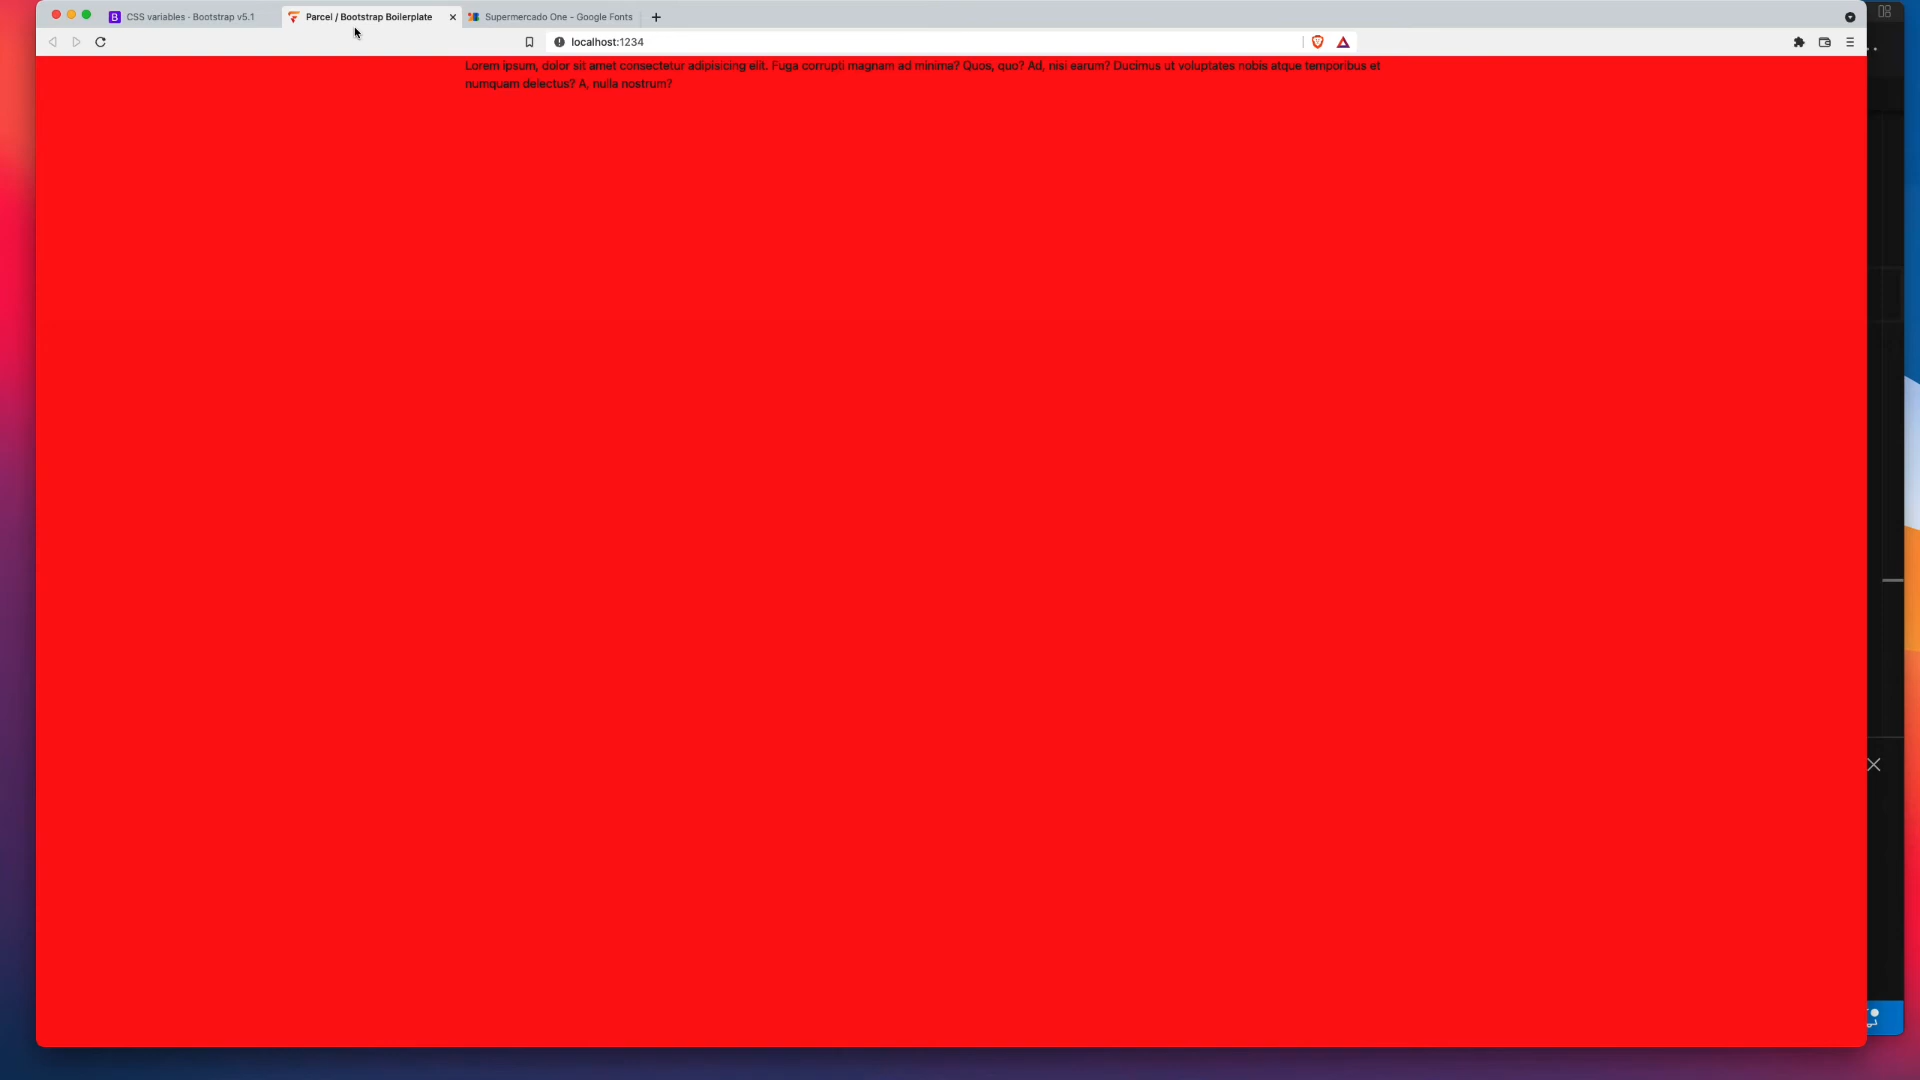 CSS variables · Bootstrap v5.1
Parcel / Bootstrap Boilerplate
Supermercado One - Google Fonts
localhost:1234
Lorem ipsum, dolor sit amet consectetur adipisicing elit. Fuga corrupti magnam ad minima? Quos, quo? Ad, nisi earum? Ducimus ut voluptates nobis atque temporibus et
numquam delectus? A, nulla nostrum?